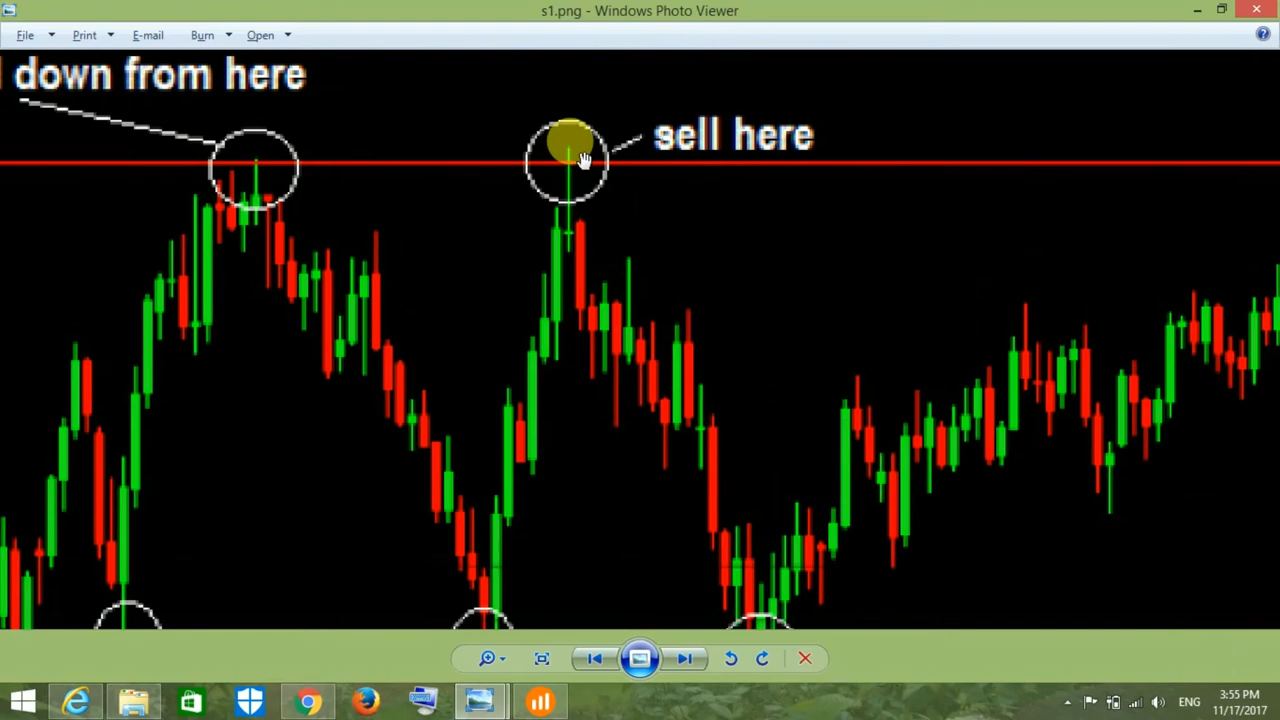 s1.png - Windows Photo Viewer
File Print E-mail Burn Open
down from here
sell here
ENG
3:55 PM
11/17/2017